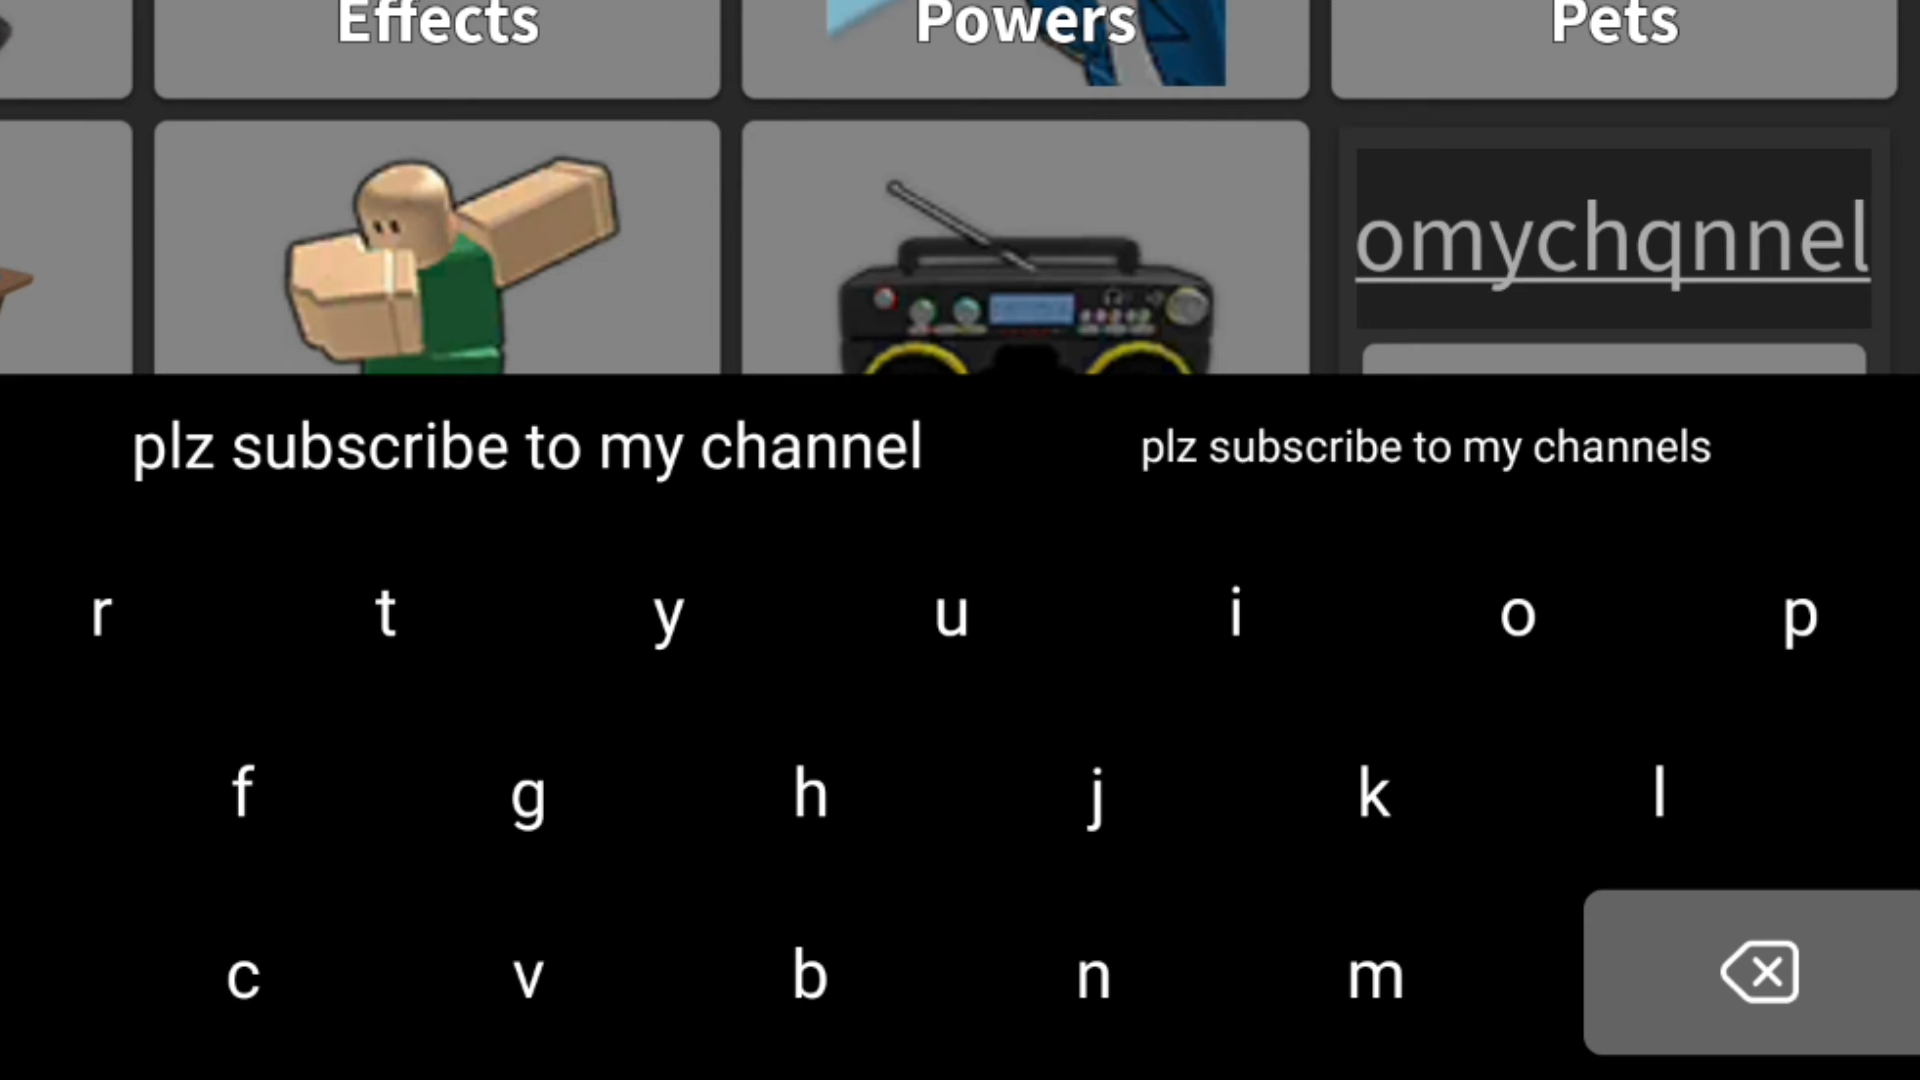 Effects Powers Pets
omychqnnel
plz subscribe to my channel plz subscribe to my channels
r t y u i o p
f g h j k l
c v b n m